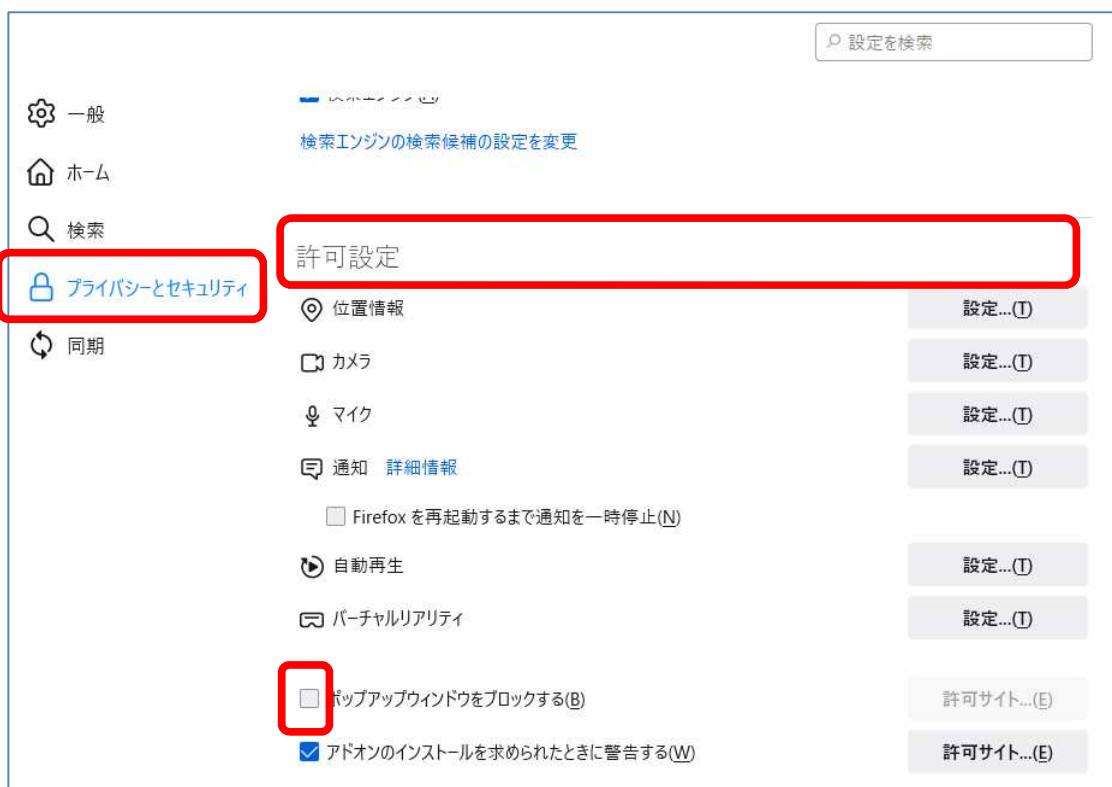 設定を検索
一般
ホーム
検索
プライバシーとセキュリティ
同期
検索エンジンの検索候補の設定を変更
許可設定
位置情報 設定...(T)
カメラ 設定...(T)
マイク 設定...(T)
通知 詳細情報 設定...(T)
Firefox を再起動するまで通知を一時停止(N)
自動再生 設定...(T)
バーチャルリアリティ 設定...(T)
ポップアップウィンドウをブロックする(B) 許可サイト...(E)
アドオンのインストールを求められたときに警告する(W) 許可サイト...(E)